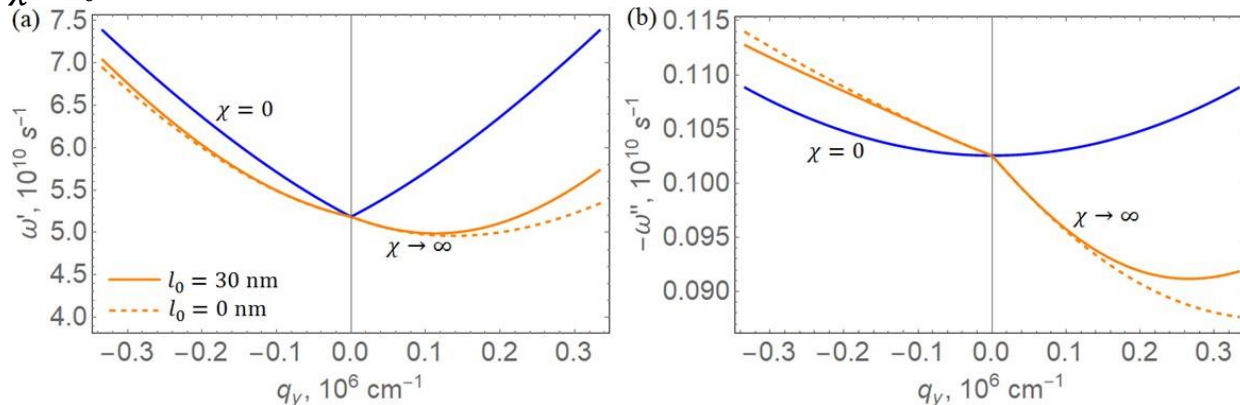 χ
(a)
7.5
7.0
6.5
6.0
5.5
5.0
4.5
4.0
ω′, 10¹⁰ s⁻¹
χ = 0
χ → ∞
l₀ = 30 nm
l₀ = 0 nm
−0.3 −0.2 −0.1 0.0 0.1 0.2 0.3
q_y, 10⁶ cm⁻¹
(b)
0.115
0.110
0.105
0.100
0.095
0.090
−ω″, 10¹⁰ s⁻¹
χ = 0
χ → ∞
−0.3 −0.2 −0.1 0.0 0.1 0.2 0.3
q_y, 10⁶ cm⁻¹